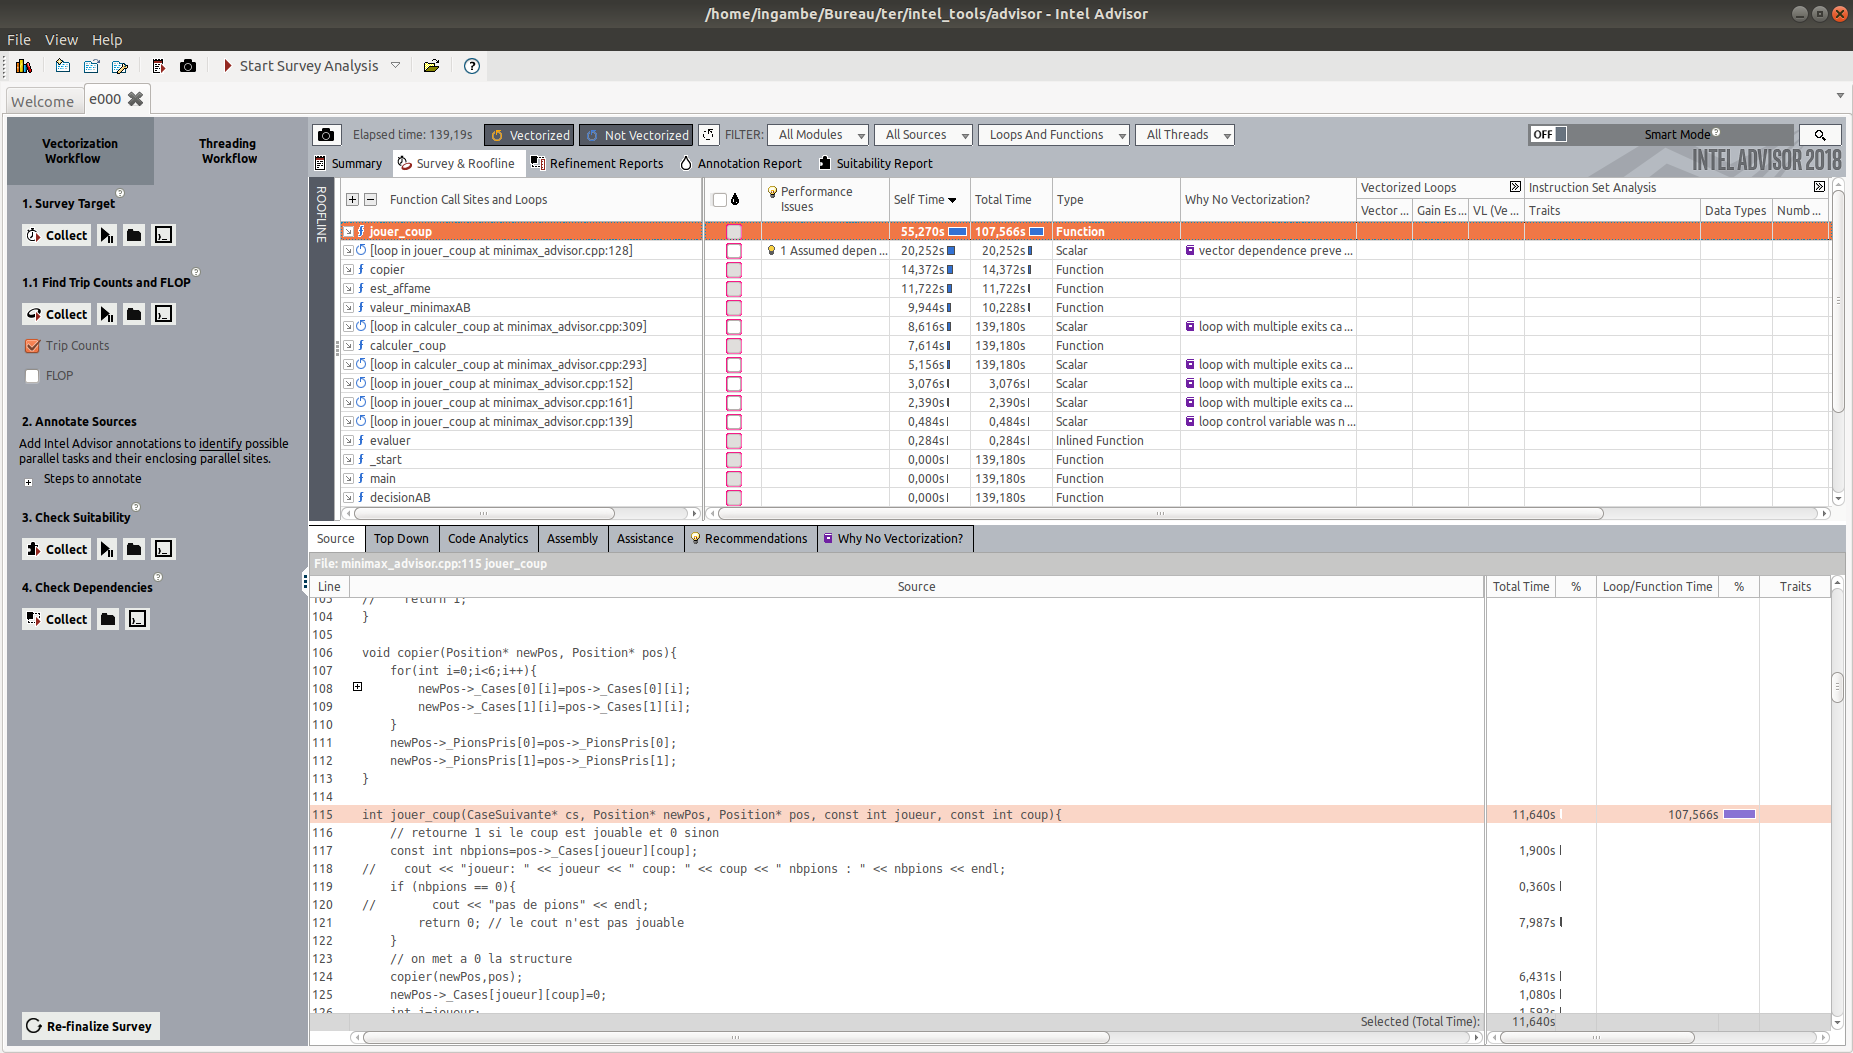 /home/ingambe/Bureau/ter/intel_tools/advisor - Intel Advisor
File View Help
Start Survey Analysis
Welcome e000
Vectorization Workflow
Threading Workflow
1. Survey Target
Collect
1.1 Find Trip Counts and FLOP
Collect
Trip Counts
FLOP
2. Annotate Sources
Add Intel Advisor annotations to identify possible
parallel tasks and their enclosing parallel sites.
Steps to annotate
3. Check Suitability
Collect
4. Check Dependencies
Collect
Re-finalize Survey
Elapsed time: 139,19s Vectorized Not Vectorized FILTER: All Modules All Sources Loops And Functions All Threads OFF Smart Mode
Summary Survey & Roofline Refinement Reports Annotation Report Suitability Report INTEL ADVISOR 2018
ROOFLINE
Function Call Sites and Loops Performance Issues Self Time Total Time Type Why No Vectorization? Vectorized Loops Instruction Set Analysis
Vector ... Gain Es... VL (Ve ... Traits Data Types Numb ...
jouer_coup 55,270s 107,566s Function
[loop in jouer_coup at minimax_advisor.cpp:128] 1 Assumed depen ... 20,252s 20,252s Scalar vector dependence preve ...
copier 14,372s 14,372s Function
est_affame 11,722s 11,722s Function
valeur_minimaxAB 9,944s 10,228s Function
[loop in calculer_coup at minimax_advisor.cpp:309] 8,616s 139,180s Scalar loop with multiple exits ca ...
calculer_coup 7,614s 139,180s Function
[loop in calculer_coup at minimax_advisor.cpp:293] 5,156s 139,180s Scalar loop with multiple exits ca ...
[loop in jouer_coup at minimax_advisor.cpp:152] 3,076s 3,076s Scalar loop with multiple exits ca ...
[loop in jouer_coup at minimax_advisor.cpp:161] 2,390s 2,390s Scalar loop with multiple exits ca ...
[loop in jouer_coup at minimax_advisor.cpp:139] 0,484s 0,484s Scalar loop control variable was n ...
evaluer 0,284s 0,284s Inlined Function
_start 0,000s 139,180s Function
main 0,000s 139,180s Function
decisionAB 0,000s 139,180s Function
Source Top Down Code Analytics Assembly Assistance Recommendations Why No Vectorization?
File: minimax_advisor.cpp:115 jouer_coup
Line Source Total Time % Loop/Function Time % Traits
103 // return 1;
104 }
105
106 void copier(Position* newPos, Position* pos){
107 for(int i=0;i<6;i++){
108 newPos->_Cases[0][i]=pos->_Cases[0][i];
109 newPos->_Cases[1][i]=pos->_Cases[1][i];
110 }
111 newPos->_PionsPris[0]=pos->_PionsPris[0];
112 newPos->_PionsPris[1]=pos->_PionsPris[1];
113 }
114
115 int jouer_coup(CaseSuivante* cs, Position* newPos, Position* pos, const int joueur, const int coup){ 11,640s 107,566s
116 // retourne 1 si le coup est jouable et 0 sinon
117 const int nbpions=pos->_Cases[joueur][coup]; 1,900s
118 // cout << "joueur: " << joueur << " coup: " << coup << " nbpions : " << nbpions << endl;
119 if (nbpions == 0){ 0,360s
120 // cout << "pas de pions" << endl;
121 return 0; // le cout n'est pas jouable 7,987s
122 }
123 // on met a 0 la structure
124 copier(newPos,pos); 6,431s
125 newPos->_Cases[joueur][coup]=0; 1,080s
126 int i=joueur; 1,592s
Selected (Total Time): 11,640s